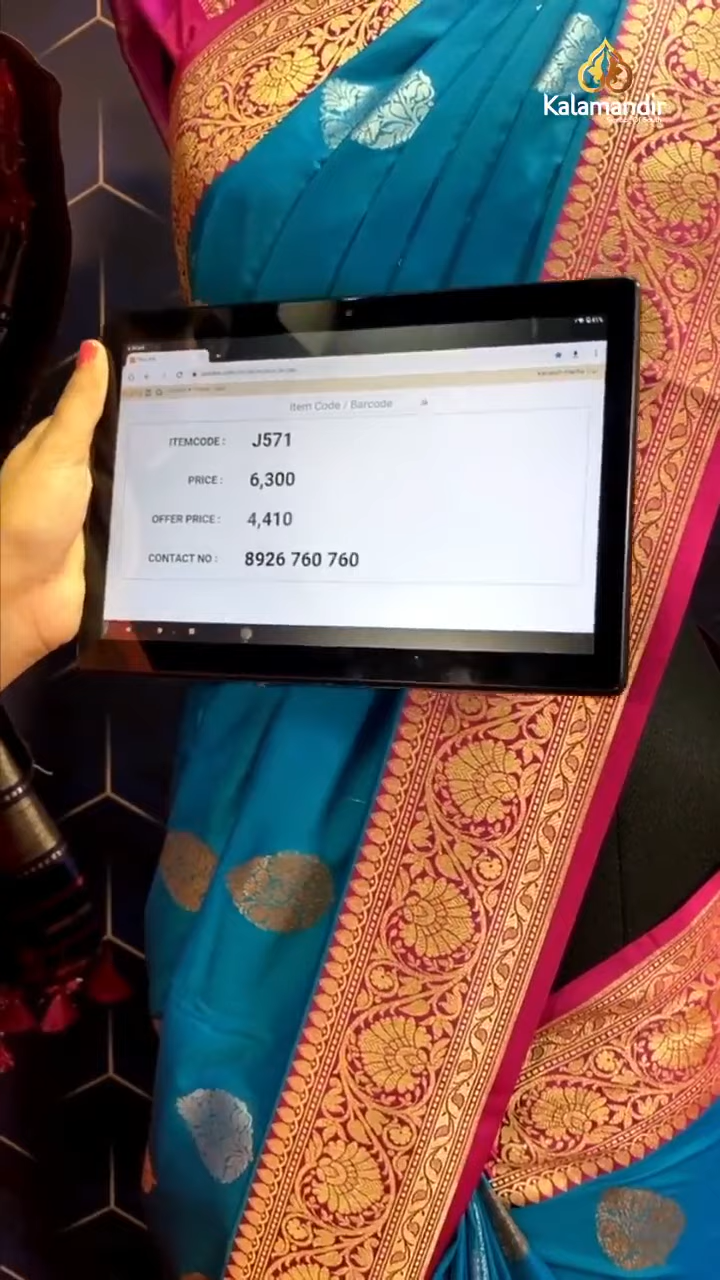 Kalamandir
Item Code / Barcode
ITEMCODE : J571
PRICE : 6,300
OFFER PRICE : 4,410
CONTACT NO : 8926 760 760